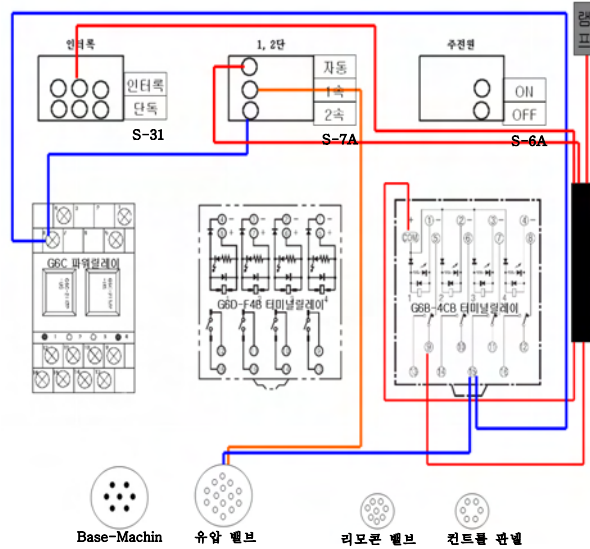 인터록
1, 2단
주전원
램
프
인터록
단독
자동
1속
2속
ON
OFF
S-31
S-7A
S-6A
G6C 파워릴레이
G6D-F4B 터미널릴레이
COM
G6B-4CB 터미널릴레이
Base-Machin
유압 밸브
리모콘 밸브
컨트롤 판넬